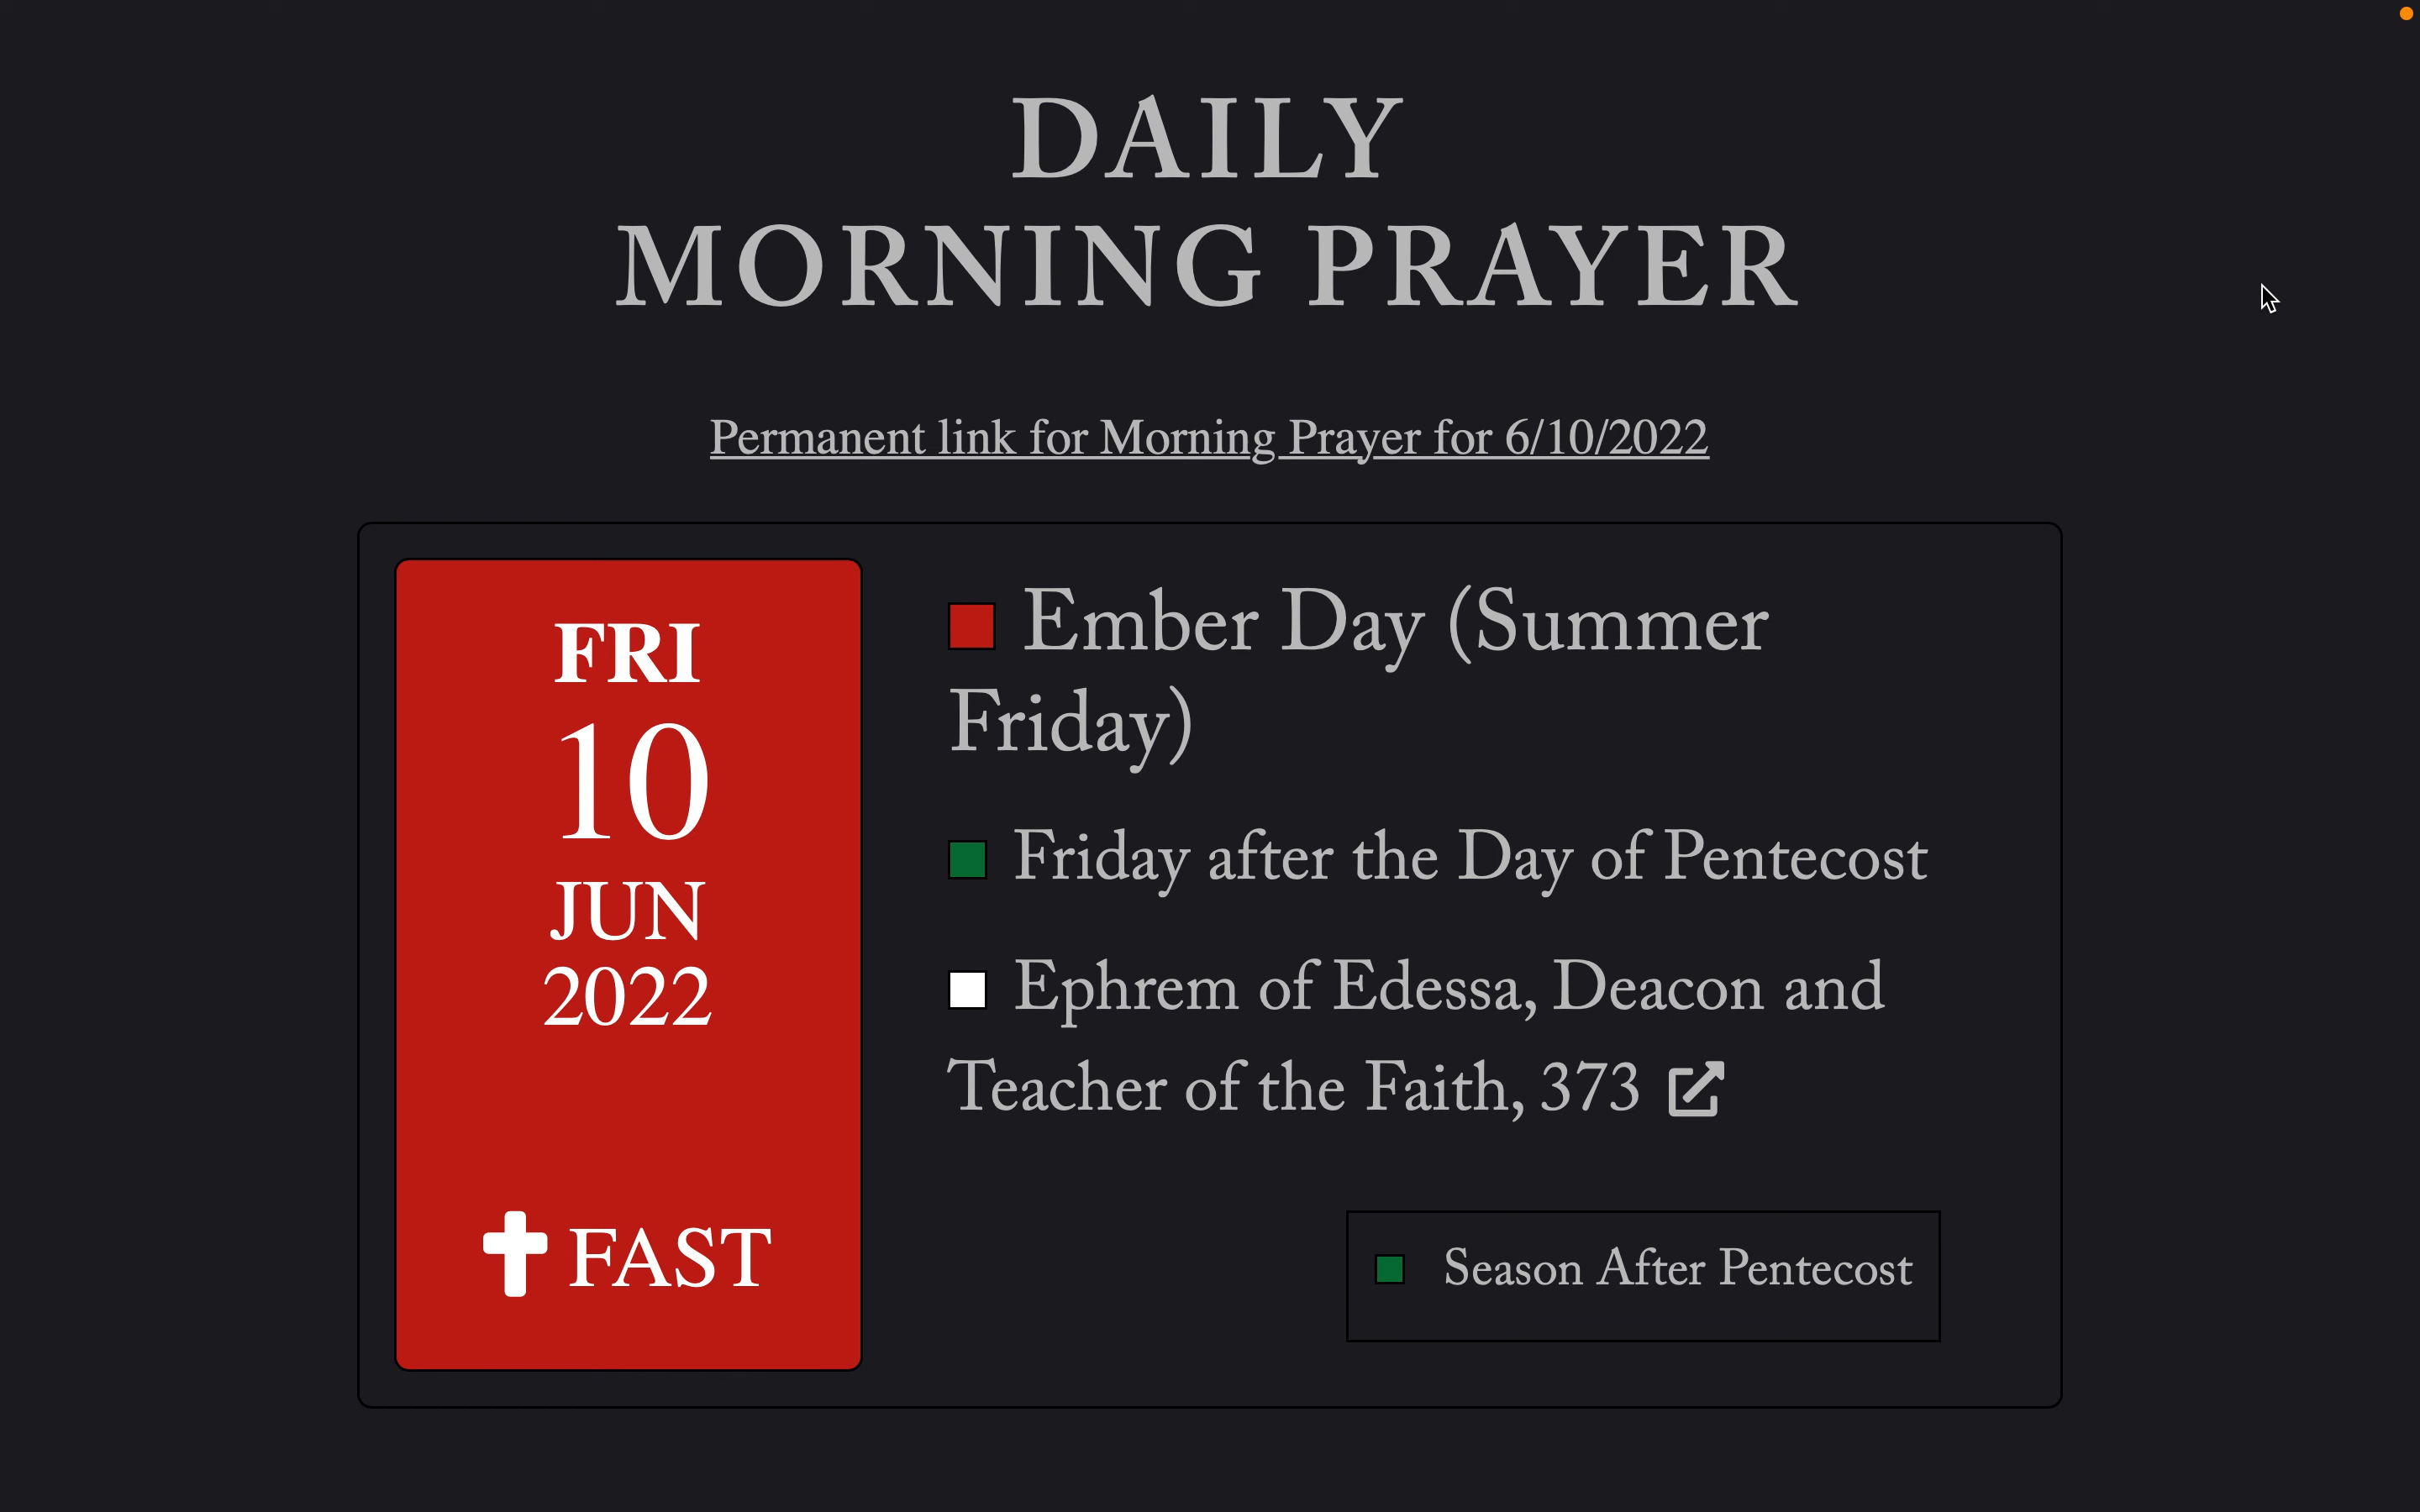 DAILY
MORNING PRAYER
Permanent link for Morning Prayer for 6/10/2022
FRI
10
JUN
2022
FAST
Ember Day (Summer
Friday)
Friday after the Day of Pentecost
Ephrem of Edessa, Deacon and
Teacher of the Faith, 373
Season After Pentecost